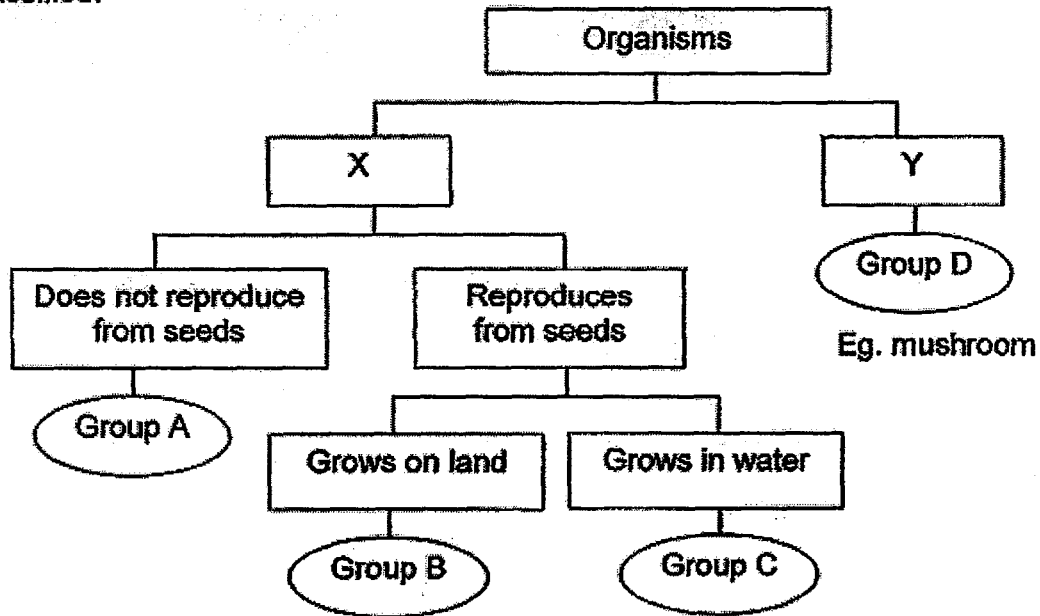 Organisms
X
Y
Does not reproduce
from seeds
Reproduces
from seeds
Group D
Eg. mushroom
Group A
Grows on land
Grows in water
Group B
Group C